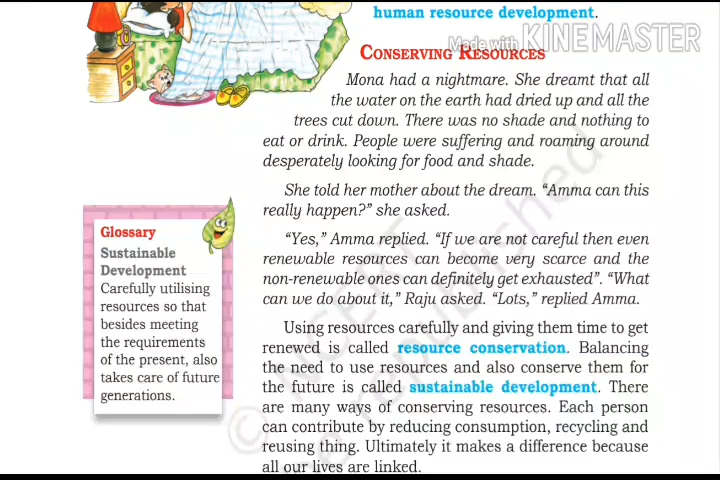 human resource development.
Made with KINEMASTER
CONSERVING RESOURCES
Mona had a nightmare. She dreamt that all
the water on the earth had dried up and all the
trees cut down. There was no shade and nothing to
eat or drink. People were suffering and roaming around
desperately looking for food and shade.
She told her mother about the dream. “Amma can this
really happen?” she asked.
“Yes,” Amma replied. “If we are not careful then even
renewable resources can become very scarce and the
non-renewable ones can definitely get exhausted”. “What
can we do about it,” Raju asked. “Lots,” replied Amma.
Using resources carefully and giving them time to get
renewed is called resource conservation. Balancing
the need to use resources and also conserve them for
the future is called sustainable development. There
are many ways of conserving resources. Each person
can contribute by reducing consumption, recycling and
reusing thing. Ultimately it makes a difference because
all our lives are linked.
Glossary
Sustainable
Development
Carefully utilising
resources so that
besides meeting
the requirements
of the present, also
takes care of future
generations.
© NCERT
be republished